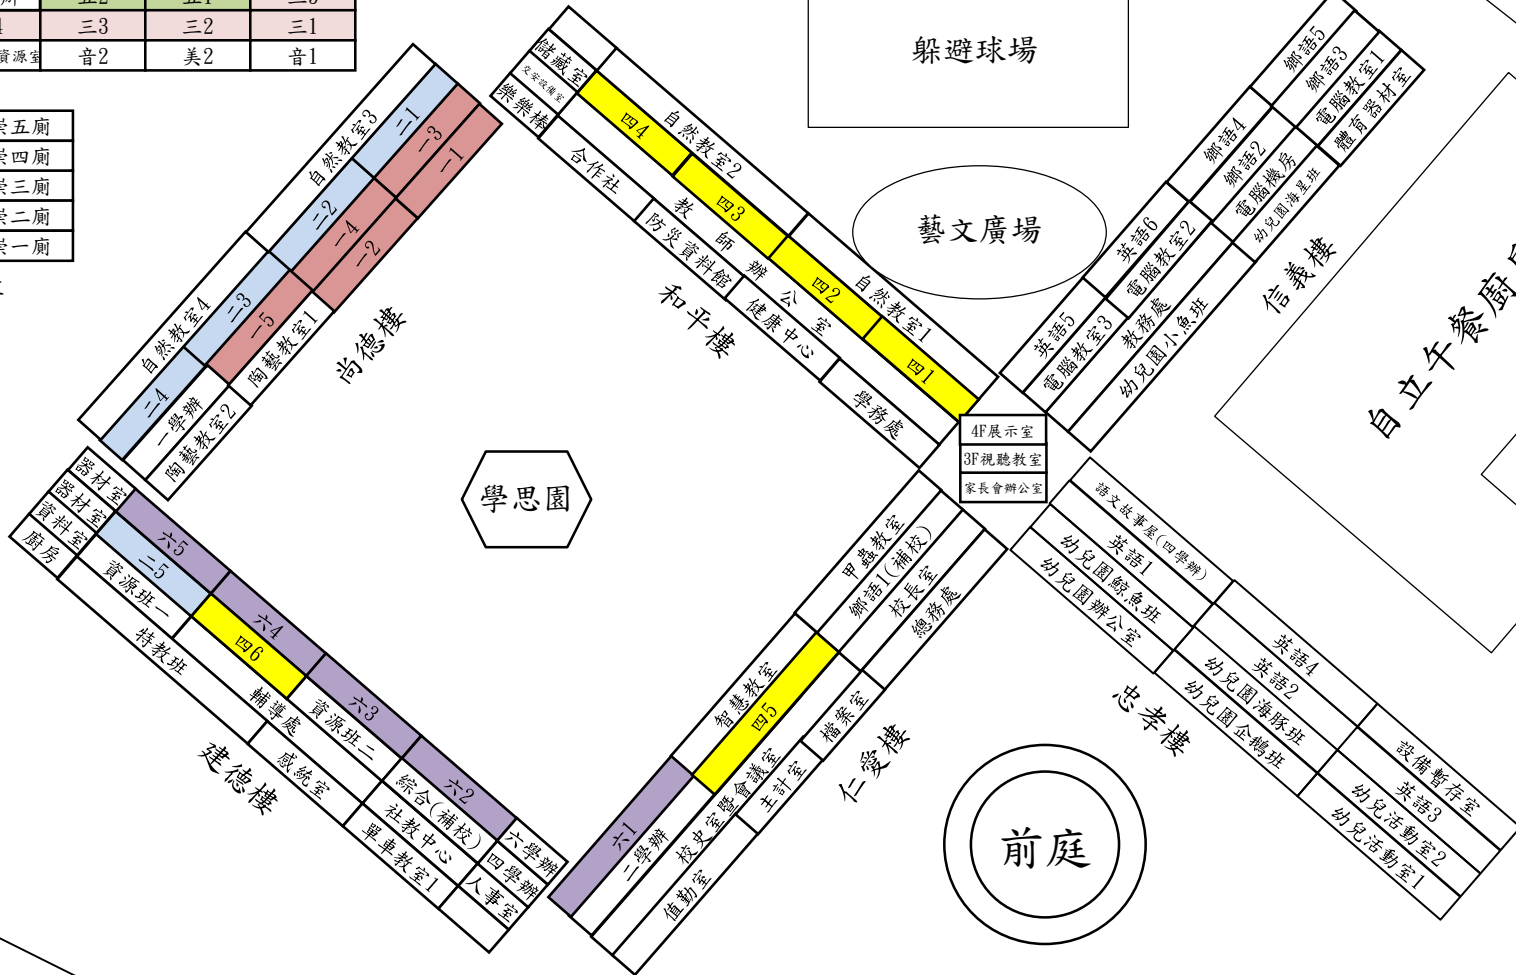 五2
五1
三5
三3
三2
三1
資源室
音2
美2
音1
崇五廁
崇四廁
崇三廁
崇二廁
崇一廁
自然教室3
自然教室4
二1
二2
二3
二4
一3
一4
一5
一學辦
一1
一2
陶藝教室1
陶藝教室2
尚德樓
儲藏室
交安設備室
樂樂棒
自然教室2
自然教室1
四4
四3
四2
四1
合作社
教師辦公室
防災資料館
健康中心
學務處
和平樓
躲避球場
藝文廣場
鄉語5
鄉語4
英語6
英語5
鄉語3
鄉語2
電腦教室2
電腦教室3
電腦教室1
電腦機房
教務處
體育器材室
幼兒園海星班
幼兒園小魚班
信義樓
自立午餐廚房
4F展示室
3F視聽教室
家長會辦公室
學思園
器材室
器材室
資料室
廚房
六5
六4
六3
六2
六學辦
二5
四6
資源班二
綜合(補校)
四學辦
資源班一
輔導處
社教中心
人事室
特教班
感統室
單車教室1
建德樓
甲蟲教室
智慧教室
六1
鄉語1(補校)
四5
二學辦
校長室
校史室暨會議室
總務處
檔案室
主計室
值勤室
仁愛樓
語文故事屋(四學辦)
英語4
設備暫存室
英語1
英語2
英語3
幼兒園鯨魚班
幼兒園海豚班
幼兒活動室2
幼兒園辦公室
幼兒園企鵝班
幼兒活動室1
忠孝樓
前庭